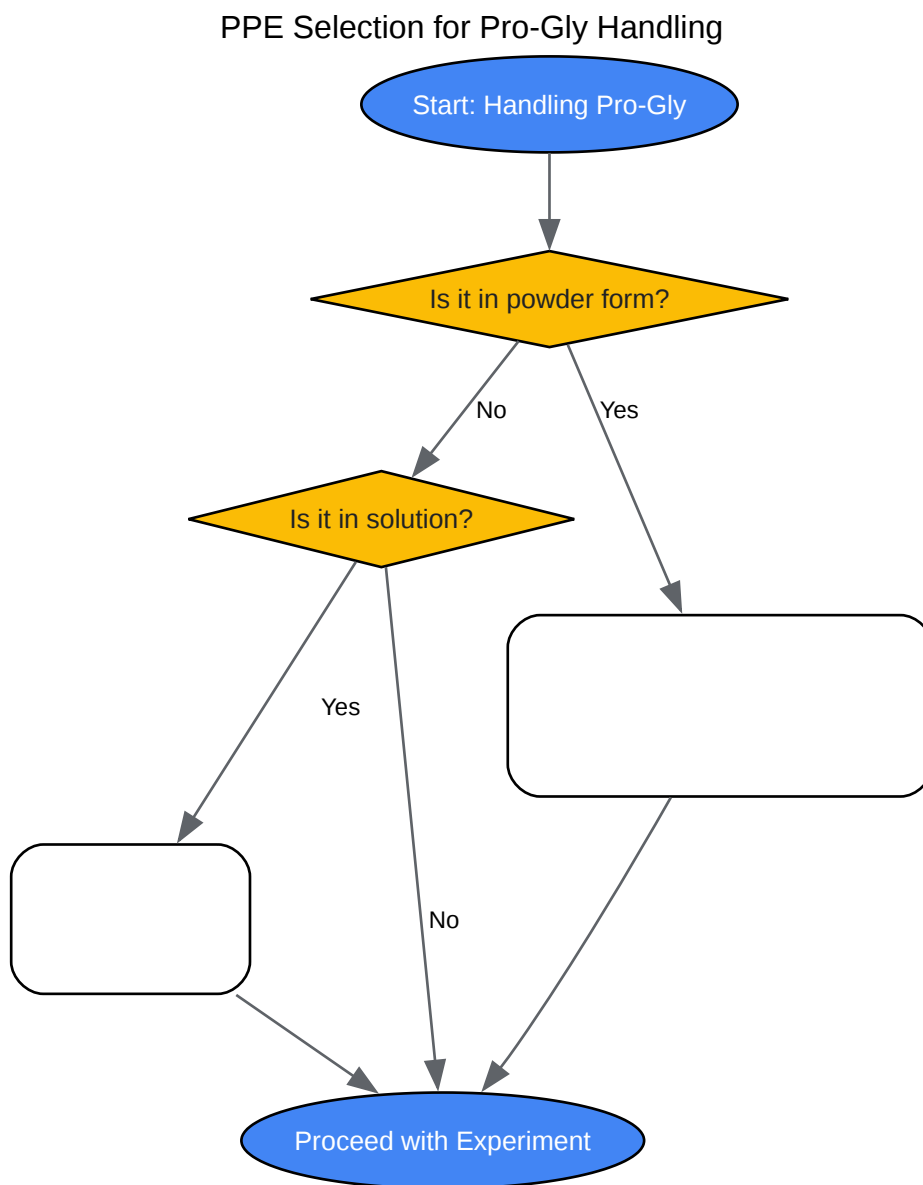 PPE Selection for Pro-Gly Handling
Start: Handling Pro-Gly
Is it in powder form?
No
Yes
Is it in solution?
Yes
No
Proceed with Experiment